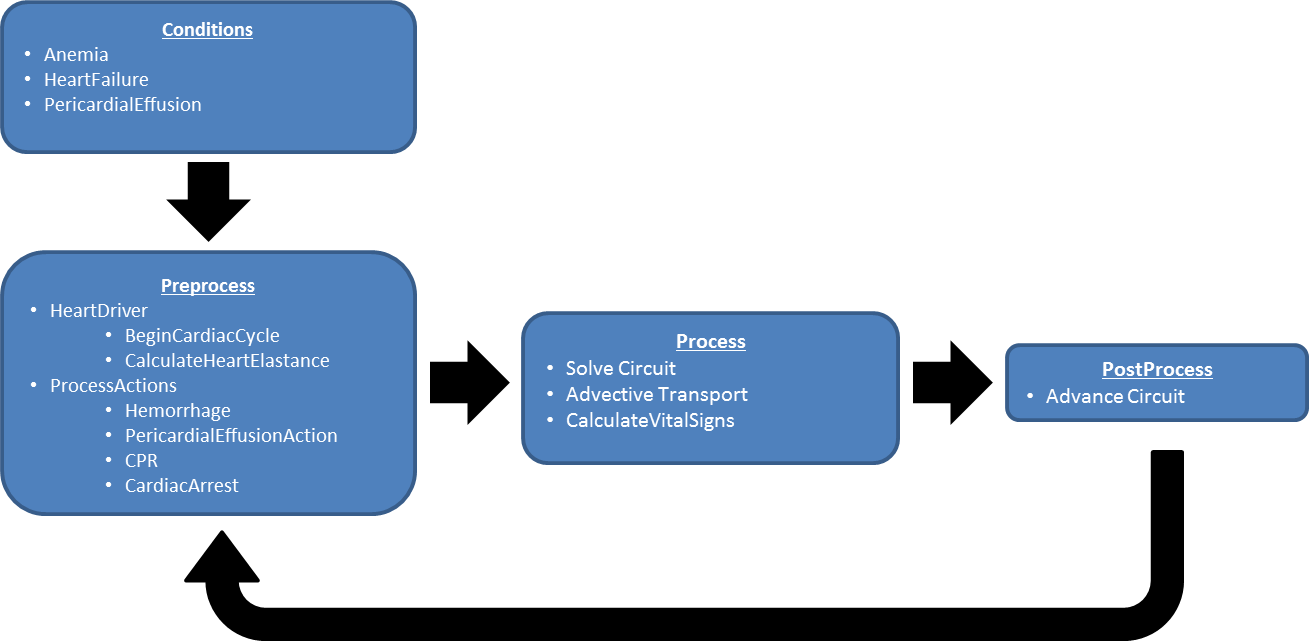 Conditions
• Anemia
• HeartFailure
• PericardialEffusion
Preprocess
• HeartDriver
• BeginCardiacCycle
• CalculateHeartElastance
• ProcessActions
• Hemorrhage
• PericardialEffusionAction
• CPR
• CardiacArrest
Process
• Solve Circuit
• Advective Transport
• CalculateVitalSigns
PostProcess
• Advance Circuit